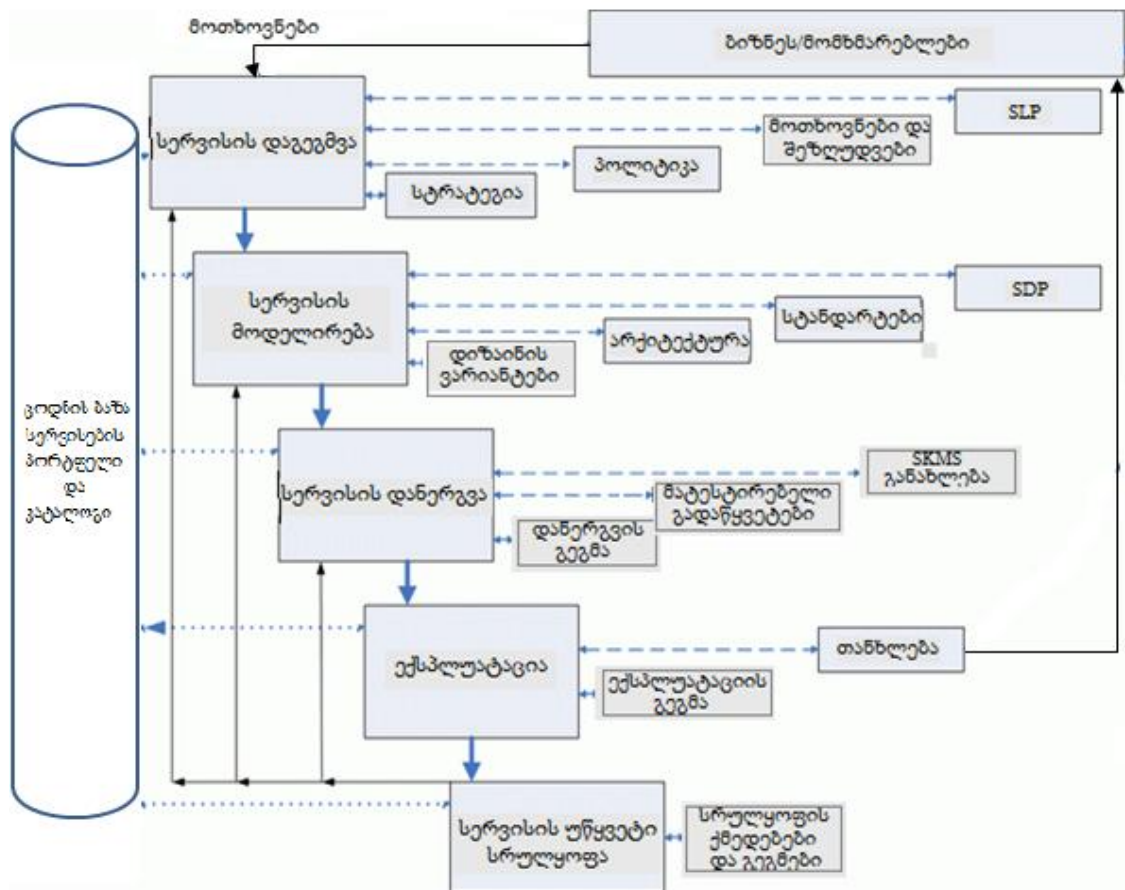 მოთხოვნები
ბიზნეს/მომხმარებლები
სერვისის დაგეგმვა
SLP
მოთხოვნები და
შეზღუდვები
პოლიტიკა
სტრატეგია
სერვისის
მოდელირება
SDP
სტანდარტები
არქიტექტურა
დიზაინის
ვარიანტები
ცოდნის ბაზა
სერვისების
პორტფელი
და
კატალოგი
სერვისის დანერგვა
SKMS
განახლება
მატესტირებელი
გადაწყვეტები
დანერგვის
გეგმა
ექსპლუატაცია
თანხლება
ექსპლუატაციის
გეგმა
სერვისის უწყვეტი
სრულყოფა
სრულყოფის
ქმედებები
და გეგმები